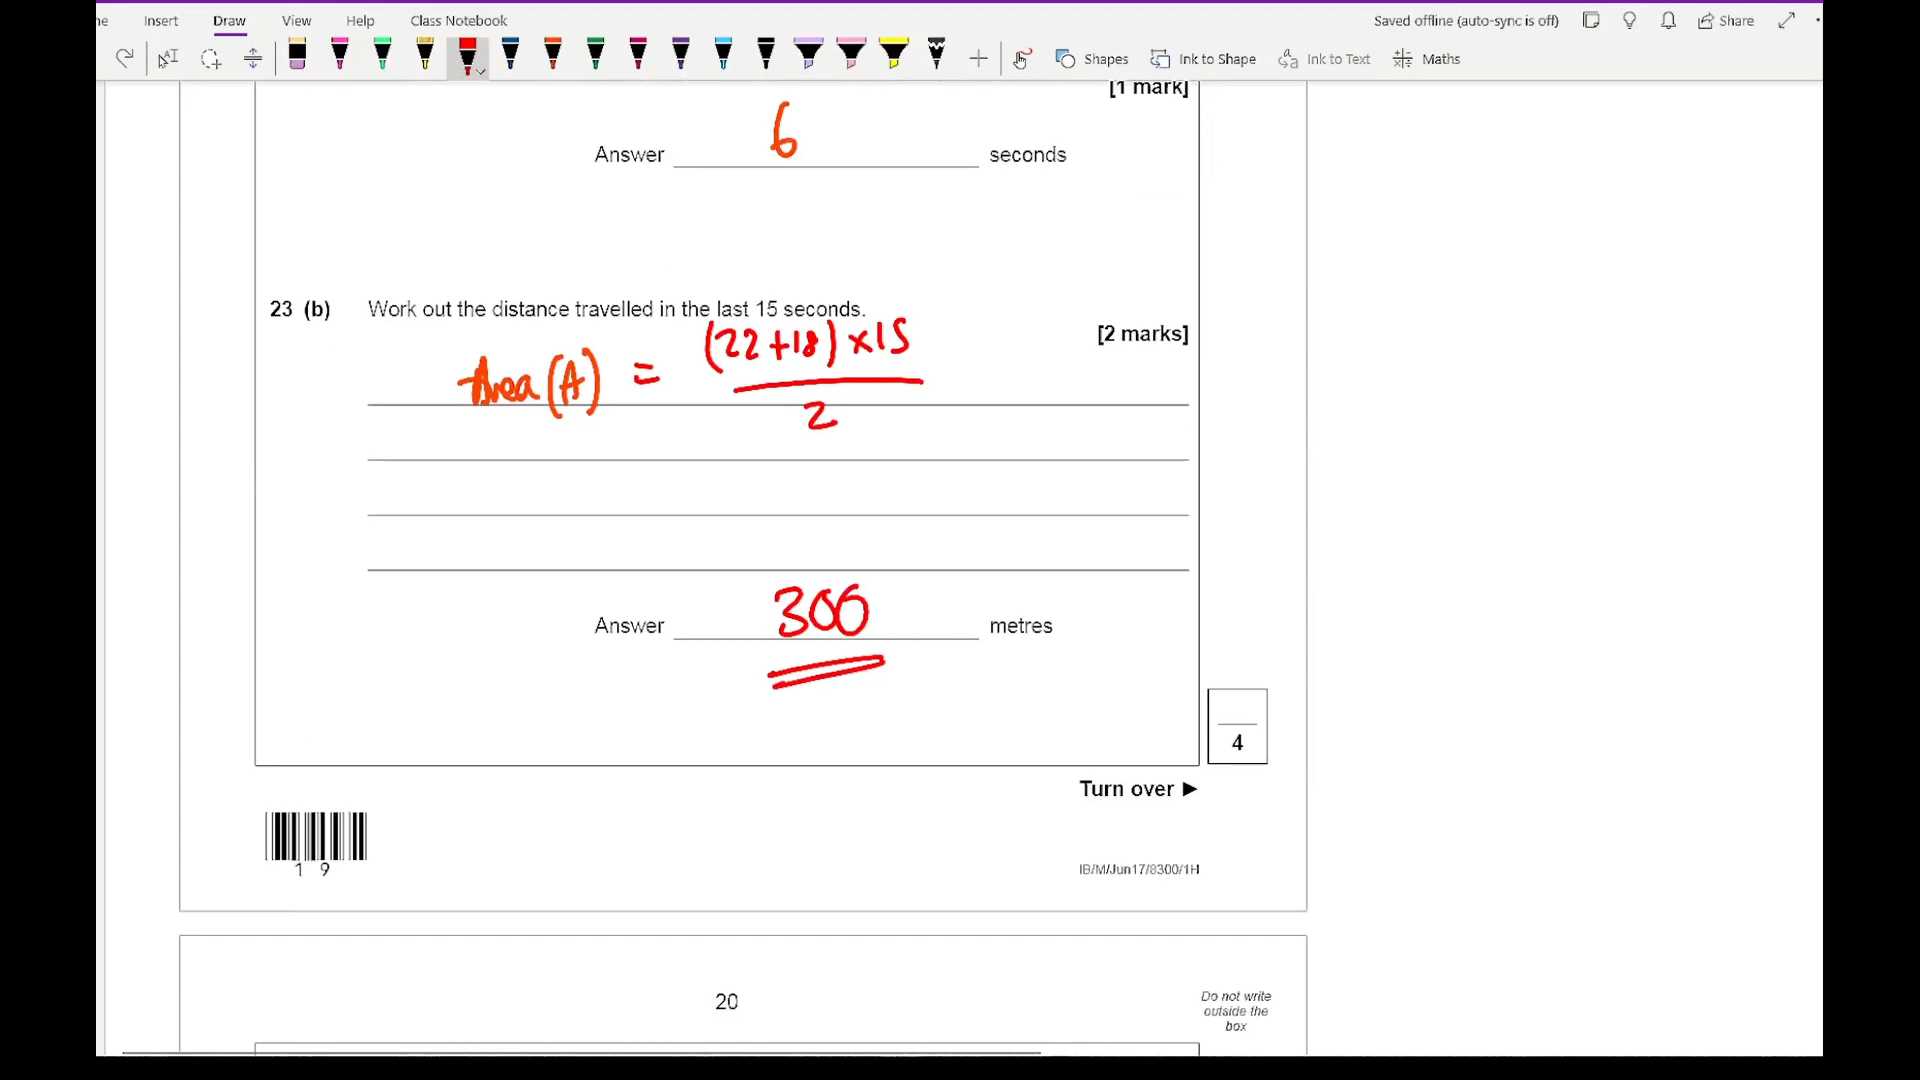 Insert Draw View Help Class Notebook Saved offline (auto-sync is off) Share
Shapes Ink to Shape Ink to Text Maths
[1 mark]
Answer 6 seconds
23 (b) Work out the distance travelled in the last 15 seconds.
[2 marks]
Area (A) = (22+18) ×15
2
Answer 300 metres
4
Turn over ►
1 9
IB/M/Jun17/8300/1H
20
Do not write
outside the
box